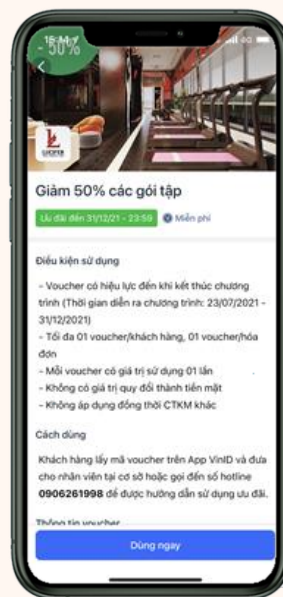 - 50%
4G
LUCIFER
Giảm 50% các gói tập
Ưu đãi đến 31/12/21 - 23:59 Miễn phí
Điều kiện sử dụng
- Voucher có hiệu lực đến khi kết thúc chương
trình (Thời gian diễn ra chương trình: 23/07/2021 -
31/12/2021)
- Tối đa 01 voucher/khách hàng, 01 voucher/hóa
đơn
- Mỗi voucher có giá trị sử dụng 01 lần
- Không có giá trị quy đổi thành tiền mặt
- Không áp dụng đồng thời CTKM khác
Cách dùng
Khách hàng lấy mã voucher trên App VinID và đưa
cho nhân viên tại cơ sở hoặc gọi đến số hotline
0906261998 để được hướng dẫn sử dụng ưu đãi.
Thông tin voucher
Dùng ngay